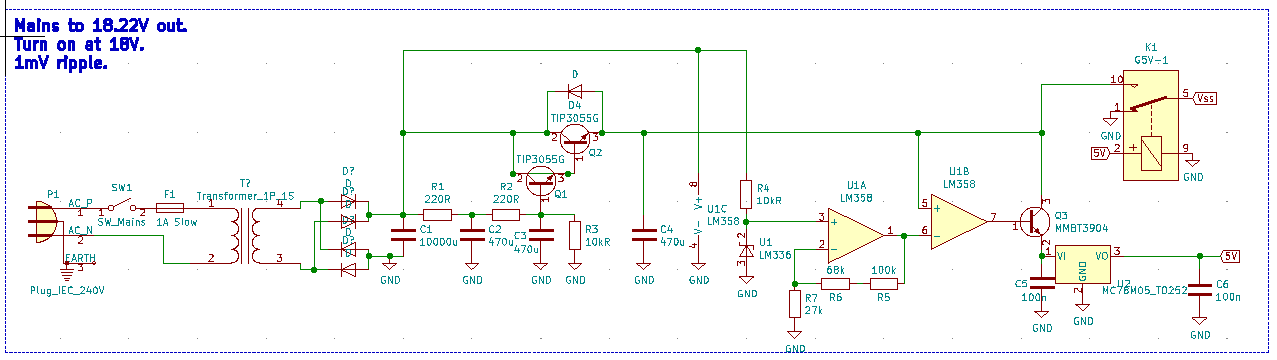 Mains to 18.22V out.
Turn on at 18V.
1mV ripple.
K1
G5V-1
10
5
Vss
1
GND
5V
2
+
9
GND
D
D4
TIP3055G
2
3
1
Q2
TIP3055G
2
3
1
Q1
P1
AC_P
1
AC_N
2
EARTH
3
Plug_IEC_240V
SW1
1
2
SW_Mains
F1
1A Slow
T?
Transformer_1P_1S
1
2
4
3
D?
D
D?
D
D?
R1
220R
R2
220R
C1
10000u
GND
C2
470u
GND
C3
470u
GND
R3
10kR
GND
C4
470u
GND
8
V+
U1C
LM358
V-
4
GND
R4
10kR
2
U1
LM336
3
GND
U1A
LM358
3
+
2
-
1
68k
R6
100k
R5
R7
27k
GND
U1B
LM358
5
+
6
-
7
3
1
Q3
MMBT3904
2
1
VI
VO
3
GND
2
U2
MC78M05_TO252
GND
C5
100n
GND
5V
C6
100n
GND